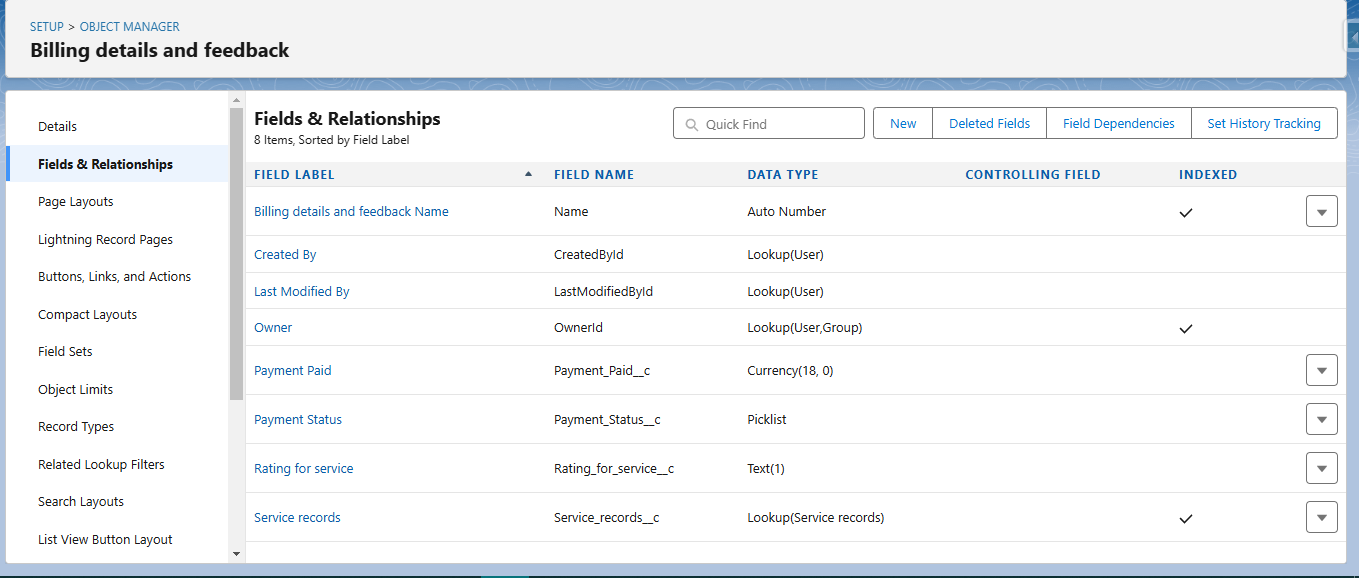 SETUP > OBJECT MANAGER
Billing details and feedback
Details
Fields & Relationships
Page Layouts
Lightning Record Pages
Buttons, Links, and Actions
Compact Layouts
Field Sets
Object Limits
Record Types
Related Lookup Filters
Search Layouts
List View Button Layout
Fields & Relationships
8 Items, Sorted by Field Label
Quick Find
New
Deleted Fields
Field Dependencies
Set History Tracking
FIELD LABEL FIELD NAME DATA TYPE CONTROLLING FIELD INDEXED
Billing details and feedback Name Name Auto Number
Created By CreatedById Lookup(User)
Last Modified By LastModifiedById Lookup(User)
Owner OwnerId Lookup(User,Group)
Payment Paid Payment_Paid__c Currency(18, 0)
Payment Status Payment_Status__c Picklist
Rating for service Rating_for_service__c Text(1)
Service records Service_records__c Lookup(Service records)